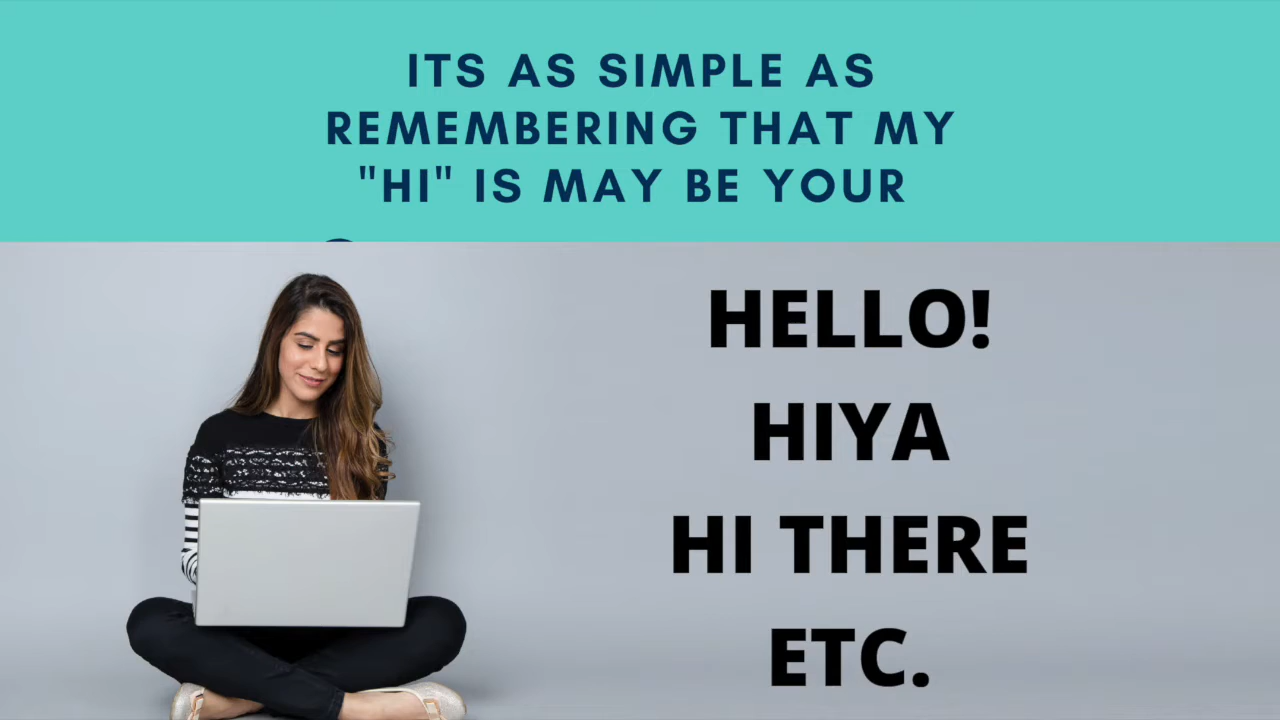 ITS AS SIMPLE AS
REMEMBERING THAT MY
"HI" IS MAY BE YOUR
HELLO!
HIYA
HI THERE
ETC.